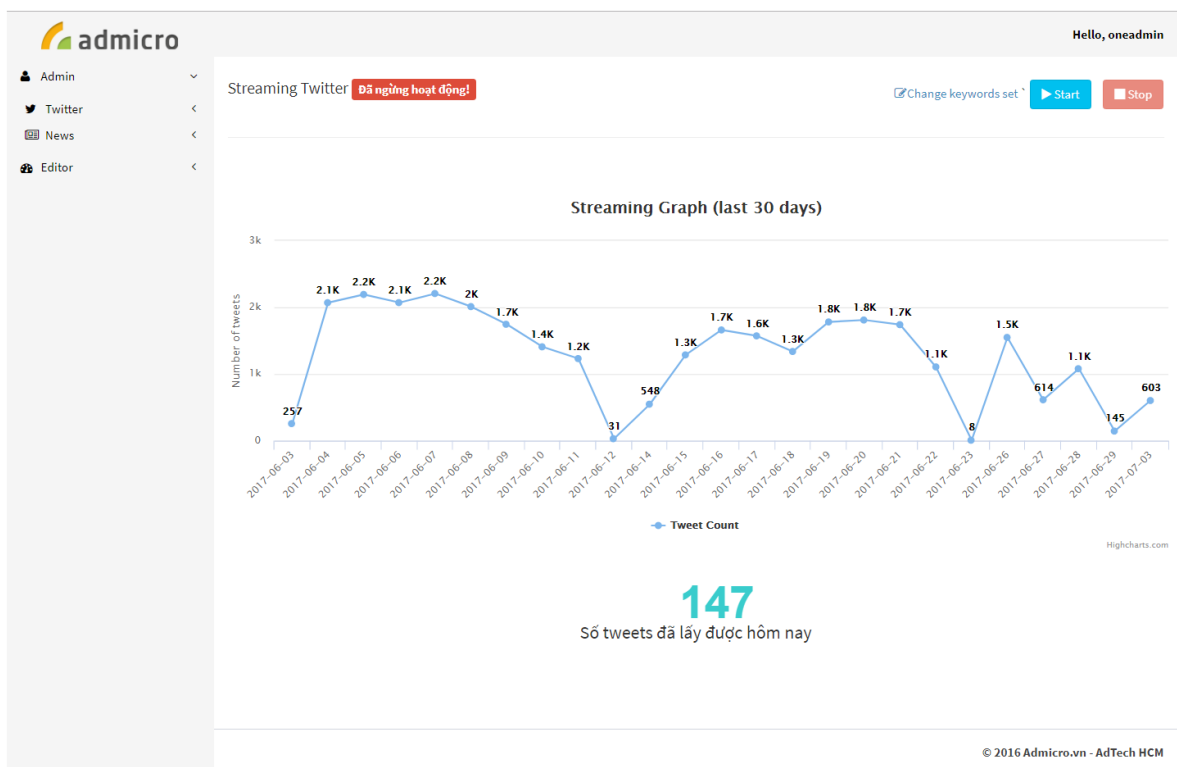 admicro
Hello, oneadmin
Admin
Twitter
News
Editor
Streaming Twitter Đã ngừng hoạt động!
Change keywords set ` Start Stop
Streaming Graph (last 30 days)
Number of tweets
3k
2k
1k
0
257
2.1K
2.2K
2.1K
2.2K
2K
1.7K
1.4K
1.2K
31
548
1.3K
1.7K
1.6K
1.3K
1.8K
1.8K
1.7K
1.1K
8
1.5K
614
1.1K
145
603
2017-06-03
2017-06-04
2017-06-05
2017-06-06
2017-06-07
2017-06-08
2017-06-09
2017-06-10
2017-06-11
2017-06-12
2017-06-14
2017-06-15
2017-06-16
2017-06-17
2017-06-18
2017-06-19
2017-06-20
2017-06-21
2017-06-22
2017-06-23
2017-06-26
2017-06-27
2017-06-28
2017-06-29
2017-07-03
Tweet Count
Highcharts.com
147
Số tweets đã lấy được hôm nay
© 2016 Admicro.vn - AdTech HCM